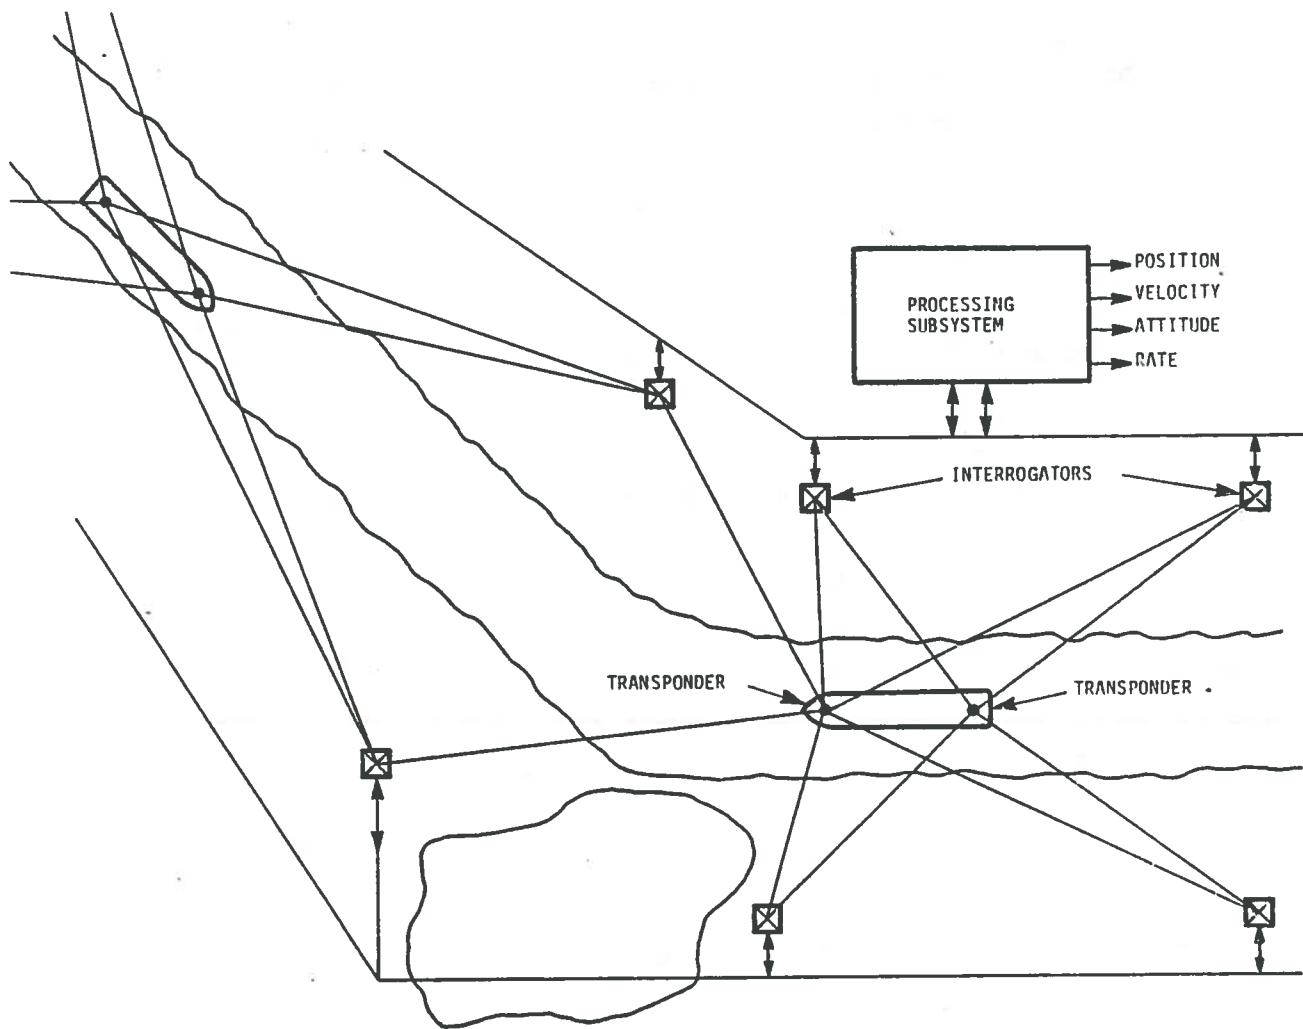 POSITION
VELOCITY
ATTITUDE
RATE
PROCESSING
SUBSYSTEM
INTERROGATORS
TRANSPONDER
TRANSPONDER